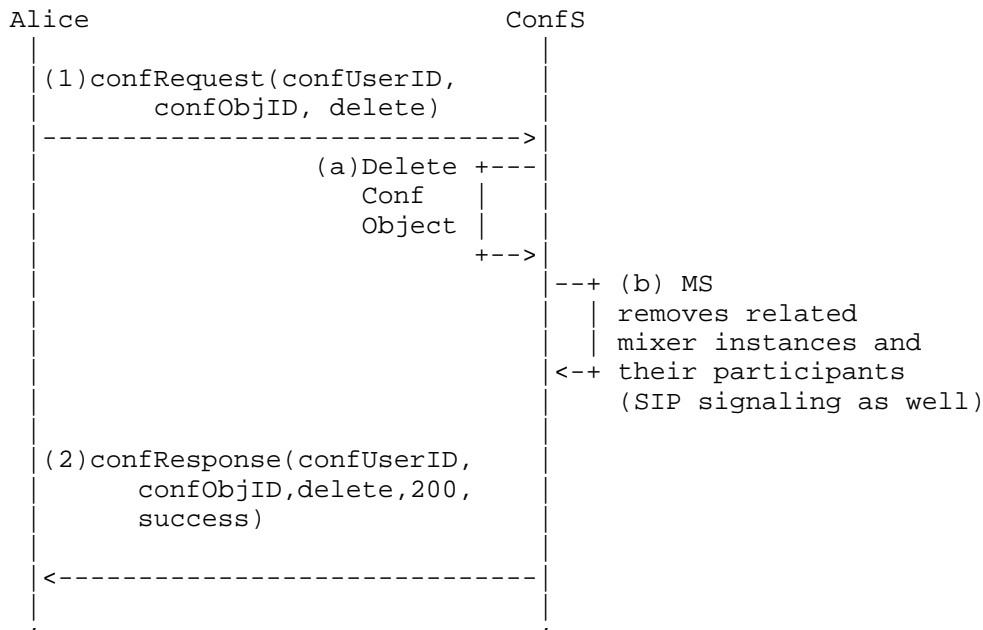 Alice ConfS
(1)confRequest(confUserID,
confObjID, delete)
(a)Delete
Conf
Object
(b) MS
removes related
mixer instances and
their participants
(SIP signaling as well)
(2)confResponse(confUserID,
confObjID,delete,200,
success)